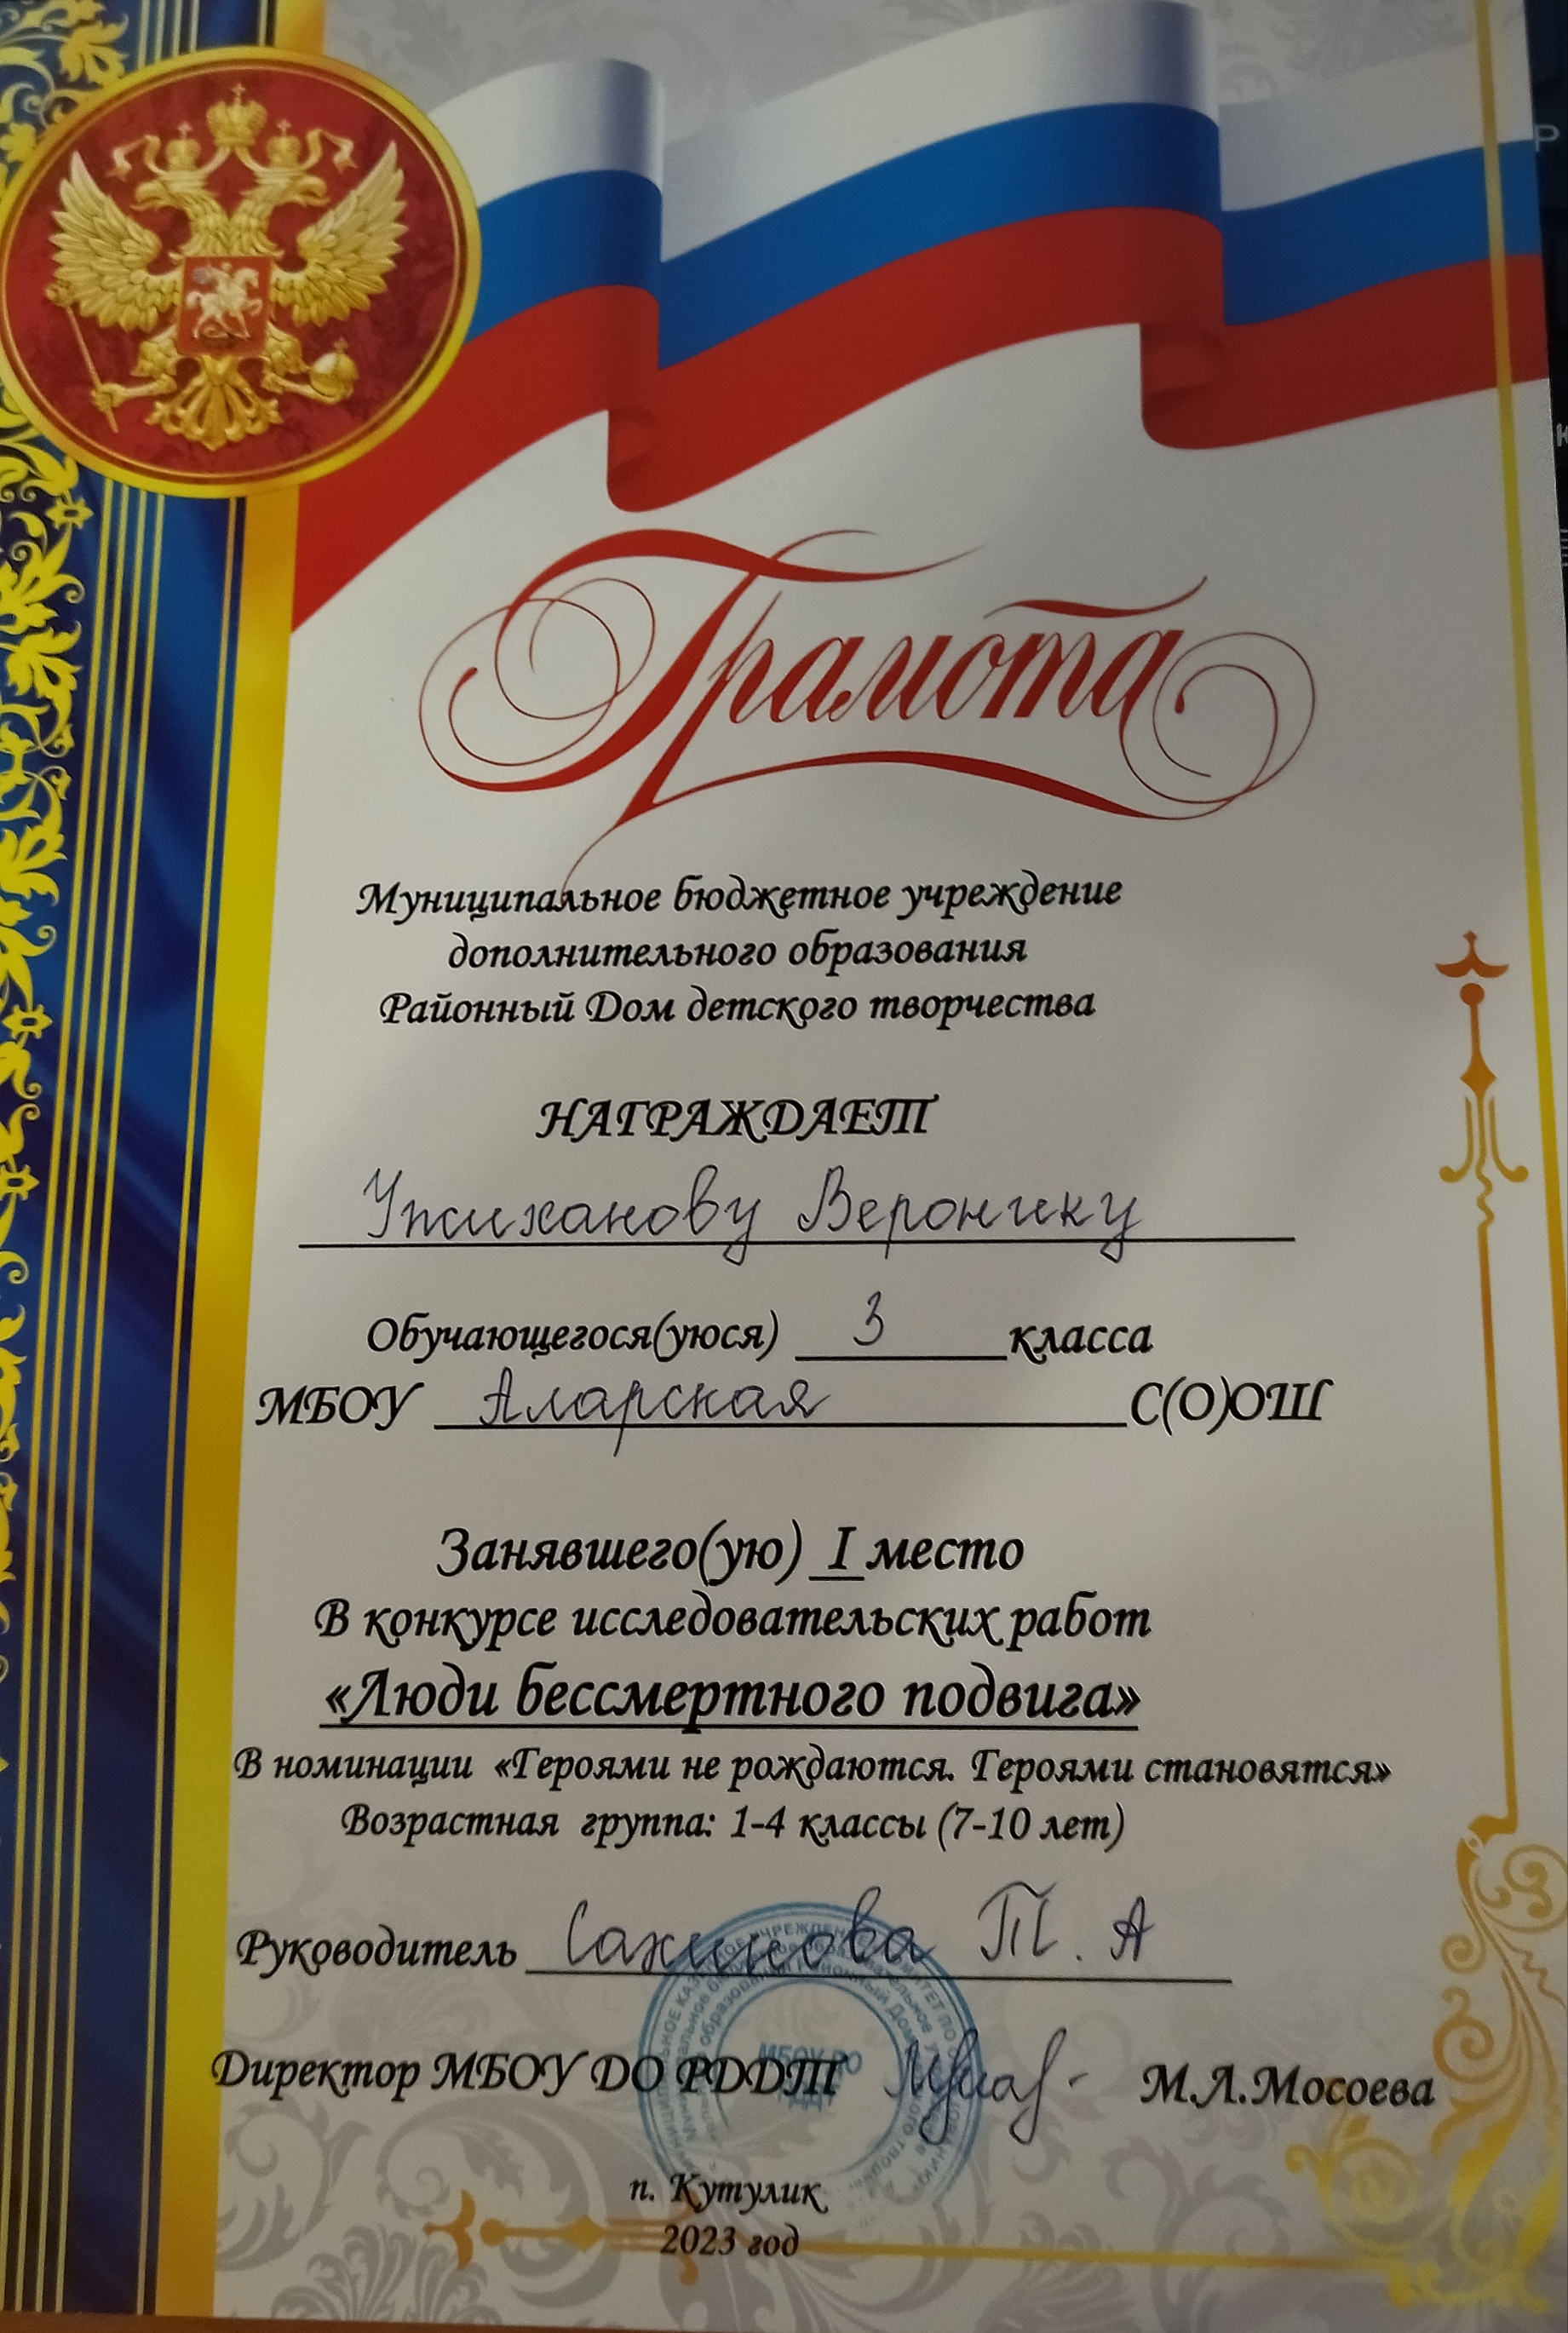 Грамота
Муниципальное бюджетное учреждение
дополнительного образования
Районный Дом детского творчества
НАГРАЖДАЕТ
Ужиханову Веронику
Обучающегося(уюся) 3 класса
МБОУ Аларская С(О)ОШ
Занявшего(ую) I место
В конкурсе исследовательских работ
«Люди бессмертного подвига»
В номинации «Героями не рождаются. Героями становятся»
Возрастная группа: 1-4 классы (7-10 лет)
Руководитель Сахинова Т. А
Директор МБОУ ДО РДДТ М.Л.Мосоева
п. Кутулик
2023 год